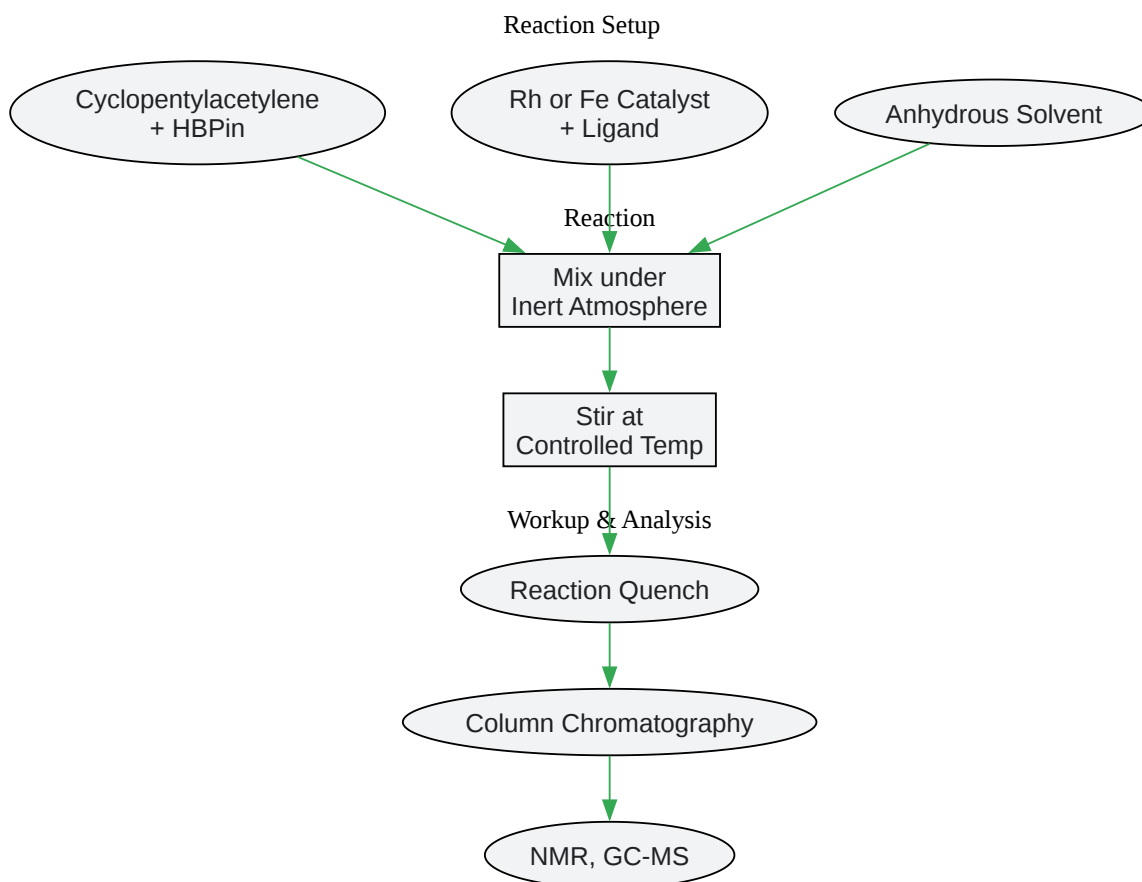 Reaction Setup
Cyclopentylacetylene
+ HBPin
Rh or Fe Catalyst
+ Ligand
Anhydrous Solvent
Reaction
Mix under
Inert Atmosphere
Stir at
Controlled Temp
Workup & Analysis
Reaction Quench
Column Chromatography
NMR, GC-MS